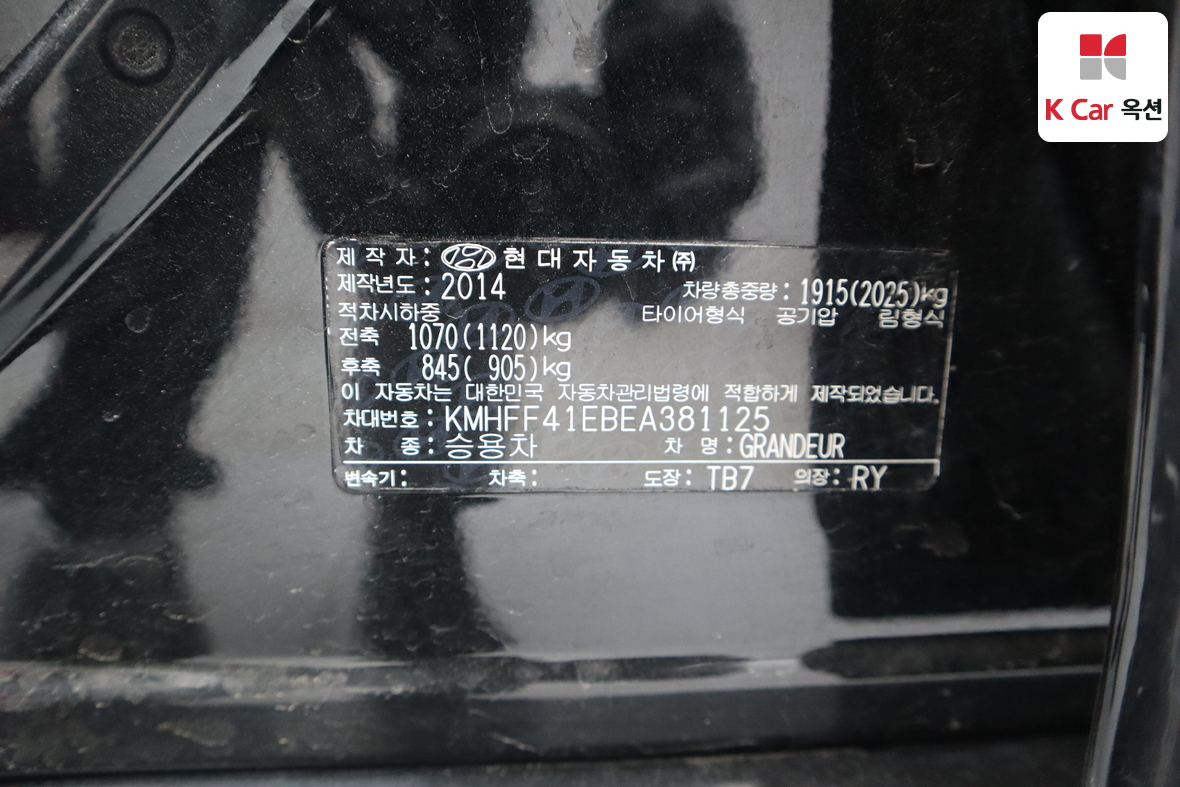 K Car 옥션
제 작 자 : 현대자동차㈜
제작년도 : 2014 차량총중량 : 1915(2025)kg
적차시하중 타이어형식 공기압 림형식
전축 1070(1120)kg
후축 845( 905)kg
이 자동차는 대한민국 자동차관리법령에 적합하게 제작되었습니다.
차대번호 : KMHFF41EBEA381125
차 종 : 승용차 차 명 : GRANDEUR
변속기 : 차축 : 도장 : TB7 의장 : RY